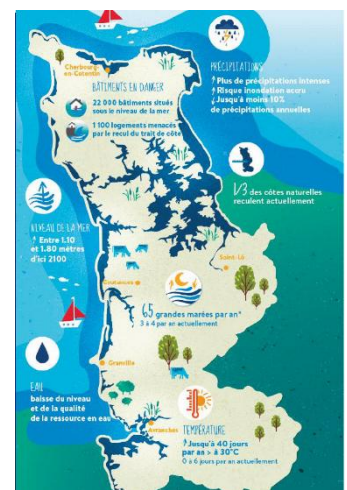 Cherbourg-
en-Cotentin
BÂTIMENTS EN DANGER
22 000 bâtiments situés
sous le niveau de la mer
1 100 logements menacés
par le recul du trait de côte
PRÉCIPITATIONS
↑ Plus de précipitations intenses
↑ Risque inondation accru
↓ Jusqu'à moins 10%
de précipitations annuelles
1/3 des côtes naturelles
reculent actuellement
NIVEAU DE LA MER
↑ Entre 1.10
et 1.80 mètres
d'ici 2100
Saint-Lô
Coutances
65 grandes marées par an*
3 à 4 par an actuellement
Granville
EAU
baisse du niveau
et de la qualité
de la ressource en eau
Avranches
TEMPÉRATURE
↑ Jusqu'à 40 jours
par an > à 30°C
0 à 6 jours par an actuellement